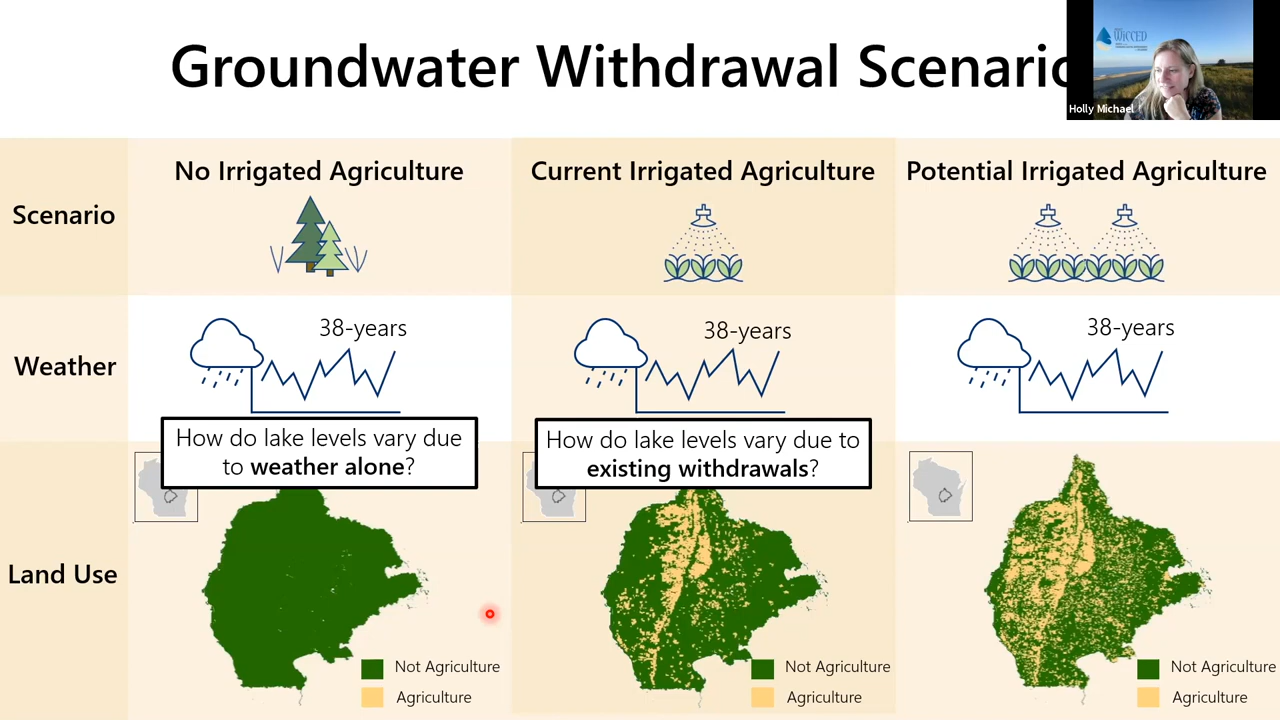 Groundwater Withdrawal Scenario
WiCCED
Holly Michael
No Irrigated Agriculture
Current Irrigated Agriculture
Potential Irrigated Agriculture
Scenario
38-years
38-years
38-years
Weather
How do lake levels vary due
to weather alone?
How do lake levels vary due to
existing withdrawals?
Land Use
Not Agriculture
Agriculture
Not Agriculture
Agriculture
Not Agriculture
Agriculture